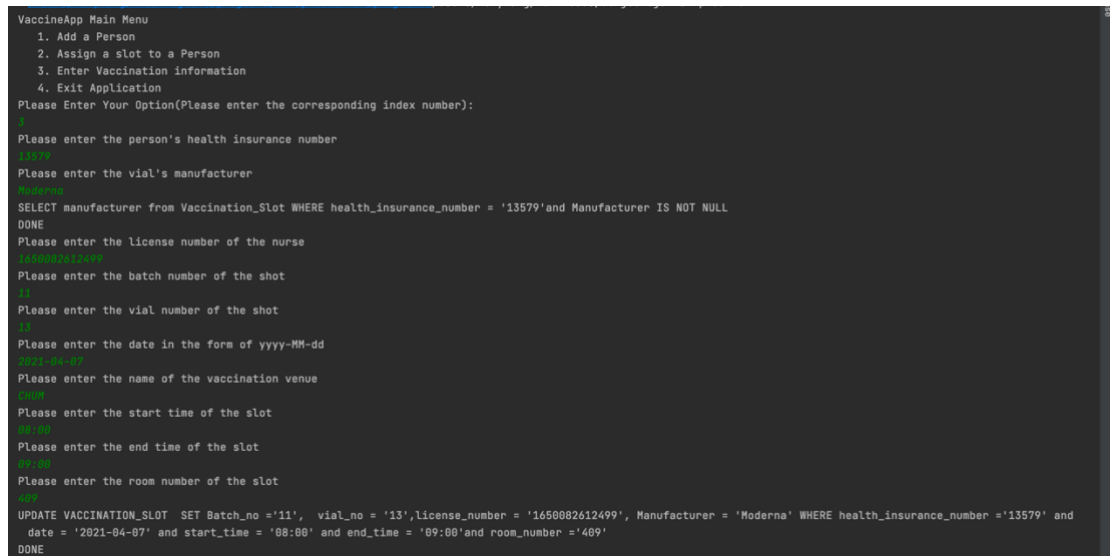 VaccineApp Main Menu
1. Add a Person
2. Assign a slot to a Person
3. Enter Vaccination information
4. Exit Application
Please Enter Your Option(Please enter the corresponding index number):
3
Please enter the person's health insurance number
13579
Please enter the vial's manufacturer
Moderna
SELECT manufacturer from Vaccination_Slot WHERE health_insurance_number = '13579'and Manufacturer IS NOT NULL
DONE
Please enter the license number of the nurse
1650082612499
Please enter the batch number of the shot
11
Please enter the vial number of the shot
13
Please enter the date in the form of yyyy-MM-dd
2021-04-07
Please enter the name of the vaccination venue
CHUM
Please enter the start time of the slot
08:00
Please enter the end time of the slot
09:00
Please enter the room number of the slot
409
UPDATE VACCINATION_SLOT  SET Batch_no ='11',  vial_no = '13',license_number = '1650082612499', Manufacturer = 'Moderna' WHERE health_insurance_number ='13579' and
date = '2021-04-07' and start_time = '08:00' and end_time = '09:00'and room_number ='409'
DONE